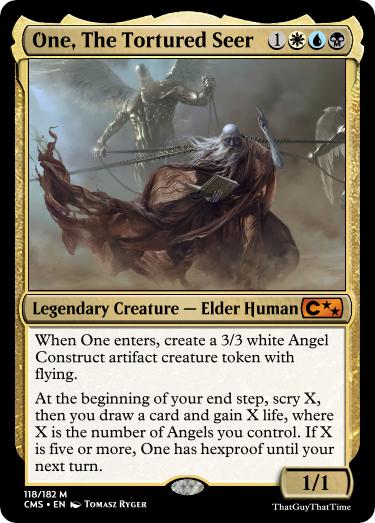 One, The Tortured Seer 1
Legendary Creature — Elder Human C
When One enters, create a 3/3 white Angel
Construct artifact creature token with
flying.
At the beginning of your end step, scry X,
then you draw a card and gain X life, where
X is the number of Angels you control. If X
is five or more, One has hexproof until your
next turn.
1/1
118/182 M
CMS • EN Tomasz Ryger
ThatGuyThatTime